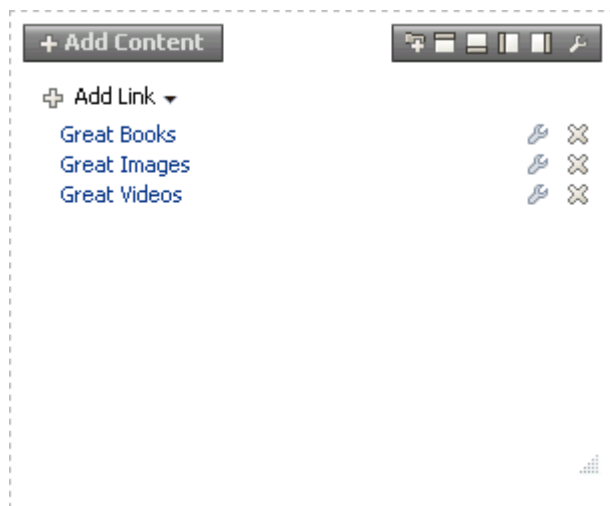 + Add Content
Add Link
Great Books
Great Images
Great Videos